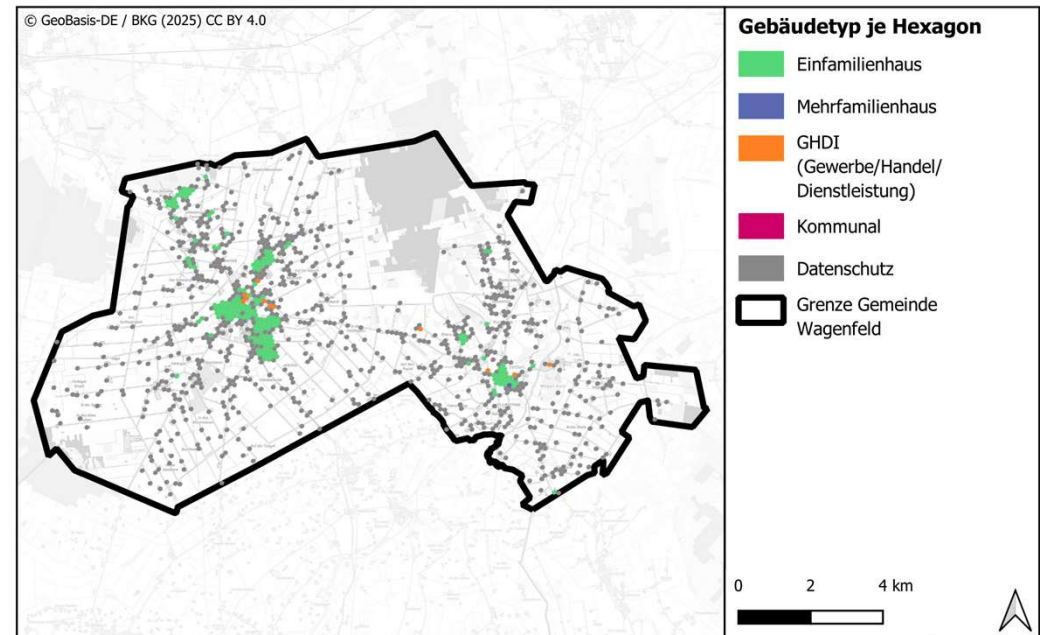 © GeoBasis-DE / BKG (2025) CC BY 4.0
Gebäudetyp je Hexagon
Einfamilienhaus
Mehrfamilienhaus
GHDI
(Gewerbe/Handel/
Dienstleistung)
Kommunal
Datenschutz
Grenze Gemeinde
Wagenfeld
0 2 4 km